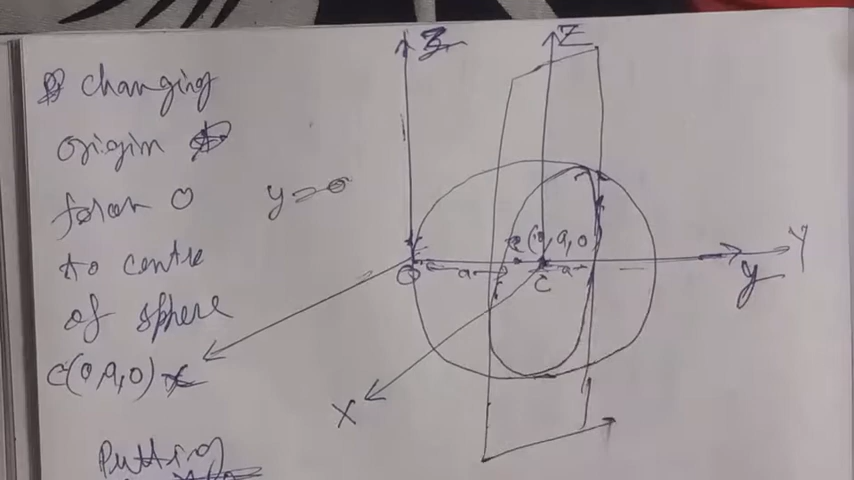 changing
origin
from O
to centre
of sphere
C(0,a,0)
Putting
y=0
Z
Z
(0,a,0
O
a
C
a
y
Y
x
X